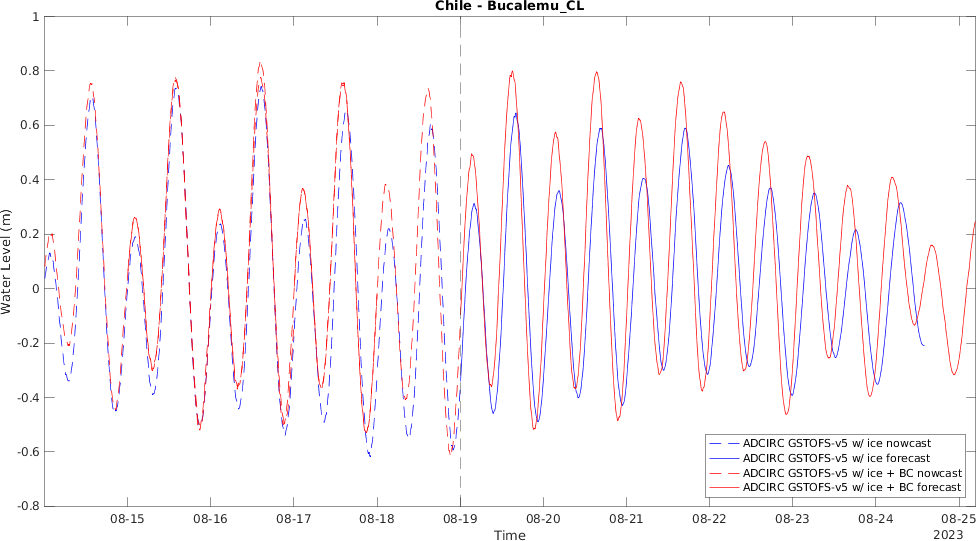 Chile - Bucalemu_CL
1
0.8
0.6
0.4
0.2
0
-0.2
-0.4
-0.6
-0.8
Water Level (m)
ADCIRC GSTOFS-v5 w/ ice nowcast
ADCIRC GSTOFS-v5 w/ ice forecast
ADCIRC GSTOFS-v5 w/ ice + BC nowcast
ADCIRC GSTOFS-v5 w/ ice + BC forecast
08-15 08-16 08-17 08-18 08-19 08-20 08-21 08-22 08-23 08-24 08-25
Time
2023